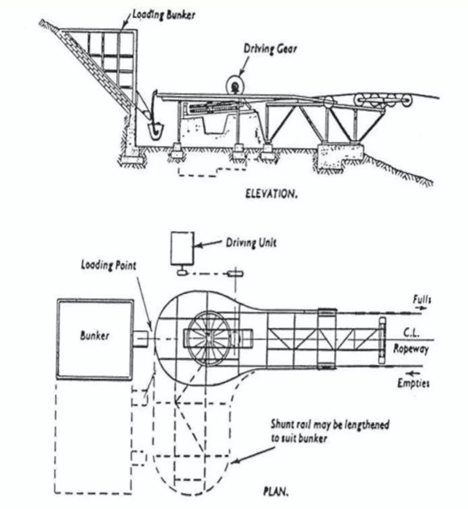 Loading Bunker
Driving Gear
ELEVATION.
Driving Unit
Loading Point
Fulls
Bunker
C.L.
Ropeway
Empties
Shunt rail may be lengthened
to suit bunker
PLAN.